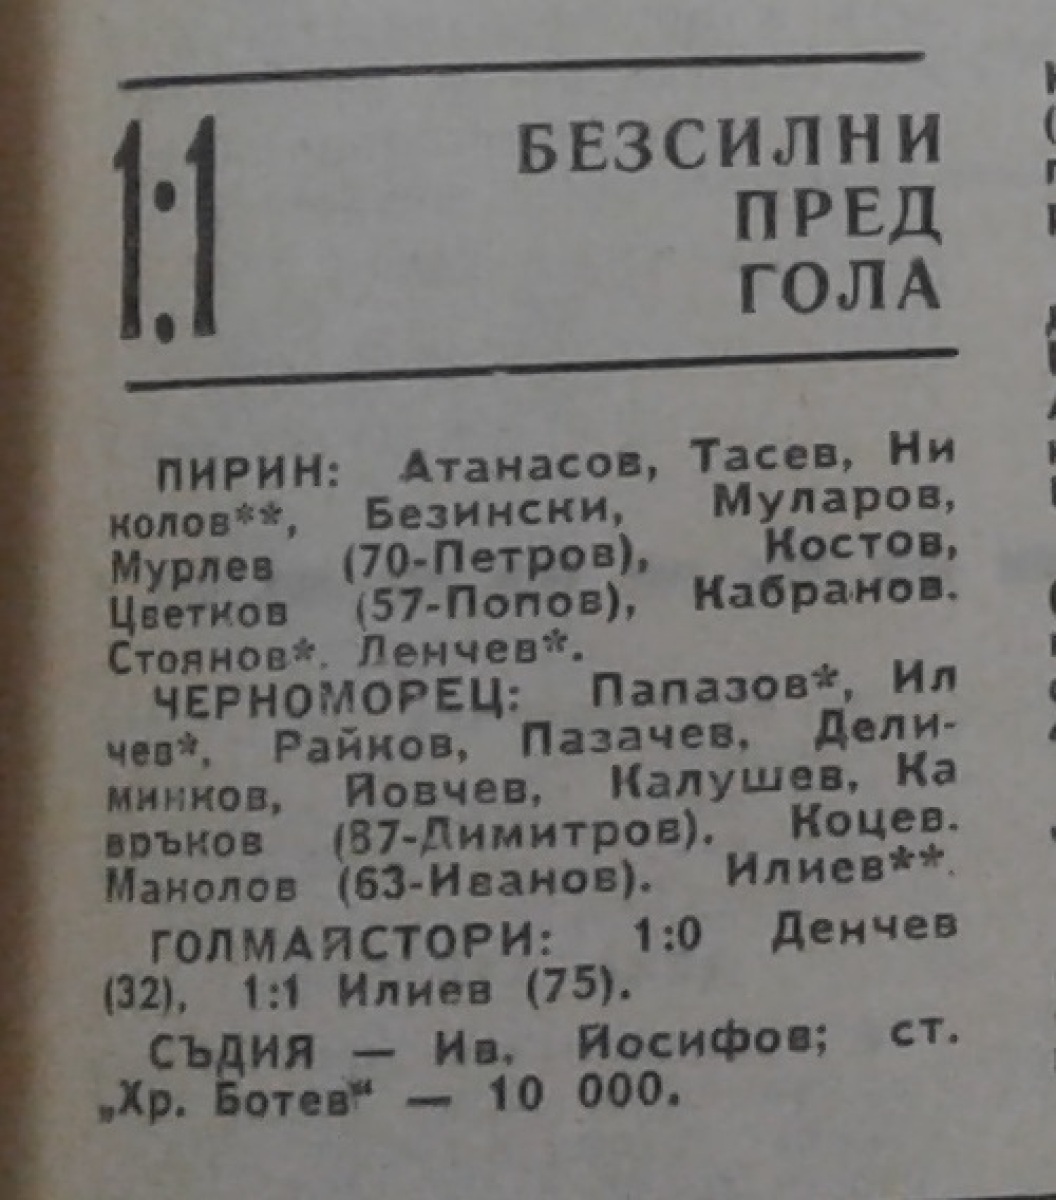 1:1
БЕЗСИЛНИ
ПРЕД
ГОЛА
ПИРИН: Атанасов, Тасев, Ни
колов**, Безински, Муларов,
Мурлев (70-Петров), Костов,
Цветков (57-Попов), Кабранов.
Стоянов*. Денчев*.
ЧЕРНОМОРЕЦ: Папазов*, Ил
чев*, Райков, Пазачев, Дели-
минков, Йовчев, Калушев, Ка
връков (87-Димитров). Коцев.
Манолов (63-Иванов). Илиев**.
ГОЛМАЙСТОРИ: 1:0 Денчев
(32), 1:1 Илиев (75).
СЪДИЯ — Ив. Йосифов; ст.
„Хр. Ботев“ — 10 000.